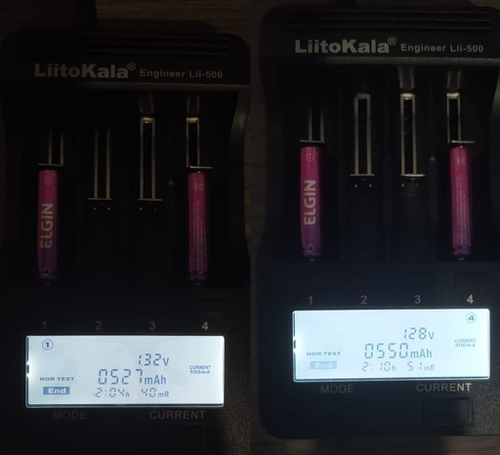 LiitoKala® Engineer Lii-500
ELGIN
1 2 3 4
1
1.32v
NOR TEST 0527mAh CURRENT 500mA
End 2:04h 40mR
MODE CURRENT
LiitoKala® Engineer Lii-500
ELGIN
1 2 3 4
4
1.28v
NOR TEST 0550mAh CURRENT 500mA
End 2:10h 51mR
MODE CURRENT